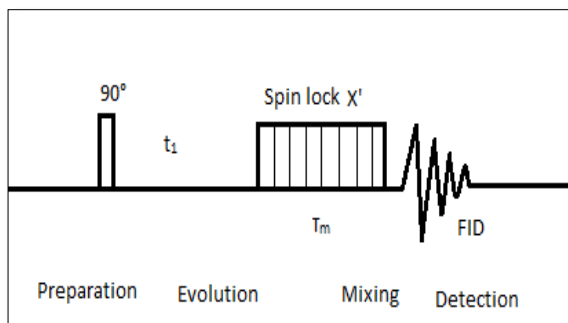 90°
t₁
Spin lock X'
Tₘ
FID
Preparation Evolution Mixing Detection